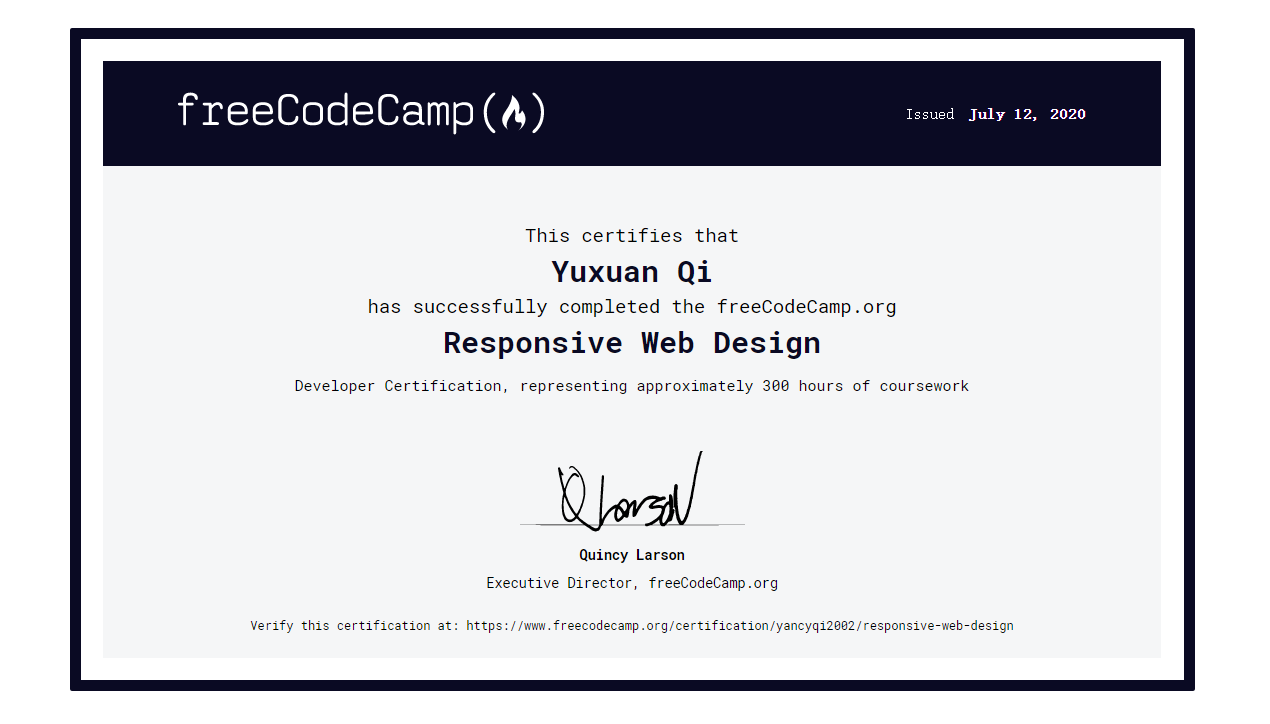 freeCodeCamp(🔥)
Issued July 12, 2020
This certifies that
Yuxuan Qi
has successfully completed the freeCodeCamp.org
Responsive Web Design
Developer Certification, representing approximately 300 hours of coursework
Q Larson
Quincy Larson
Executive Director, freeCodeCamp.org
Verify this certification at: https://www.freecodecamp.org/certification/yancyqi2002/responsive-web-design